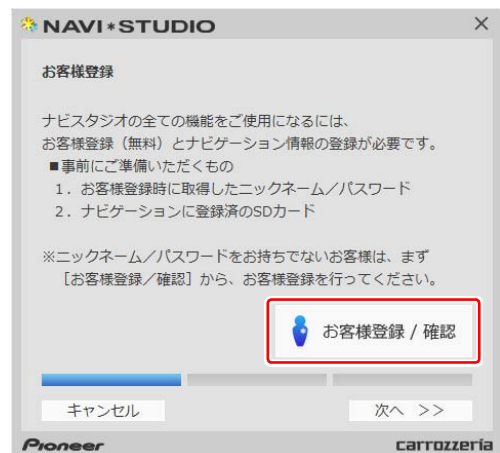 NAVI*STUDIO
お客様登録
ナビスタジオの全ての機能をご使用になるには、
お客様登録（無料）とナビゲーション情報の登録が必要です。
■事前にご準備いただくもの
1．お客様登録時に取得したニックネーム／パスワード
2．ナビゲーションに登録済のSDカード
※ニックネーム／パスワードをお持ちでないお客様は、まず
［お客様登録／確認］から、お客様登録を行ってください。
お客様登録 / 確認
キャンセル
次へ >>
Pioneer
carrozzeria